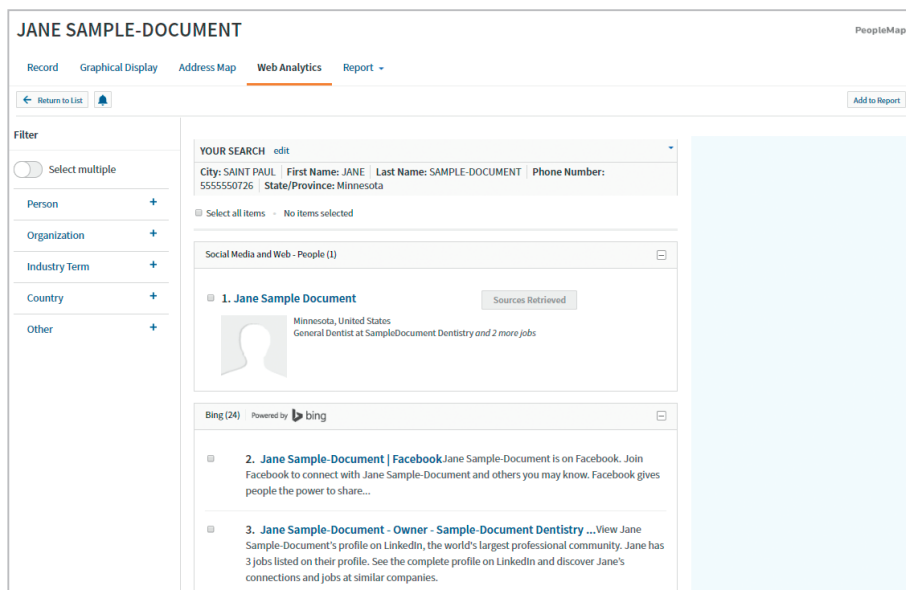 JANE SAMPLE-DOCUMENT
PeopleMap
Record Graphical Display Address Map Web Analytics Report
Return to List
Add to Report
Filter
Select multiple
Person +
Organization +
Industry Term +
Country +
Other +
YOUR SEARCH edit
City: SAINT PAUL | First Name: JANE | Last Name: SAMPLE-DOCUMENT | Phone Number:
5555550726 | State/Province: Minnesota
Select all items • No items selected
Social Media and Web - People (1)
1. Jane Sample Document
Sources Retrieved
Minnesota, United States
General Dentist at SampleDocument Dentistry and 2 more jobs
Bing (24) | Powered by bing
2. Jane Sample-Document | FacebookJane Sample-Document is on Facebook. Join
Facebook to connect with Jane Sample-Document and others you may know. Facebook gives
people the power to share...
3. Jane Sample-Document - Owner - Sample-Document Dentistry ...View Jane
Sample-Document's profile on LinkedIn, the world's largest professional community. Jane has
3 jobs listed on their profile. See the complete profile on LinkedIn and discover Jane's
connections and jobs at similar companies.